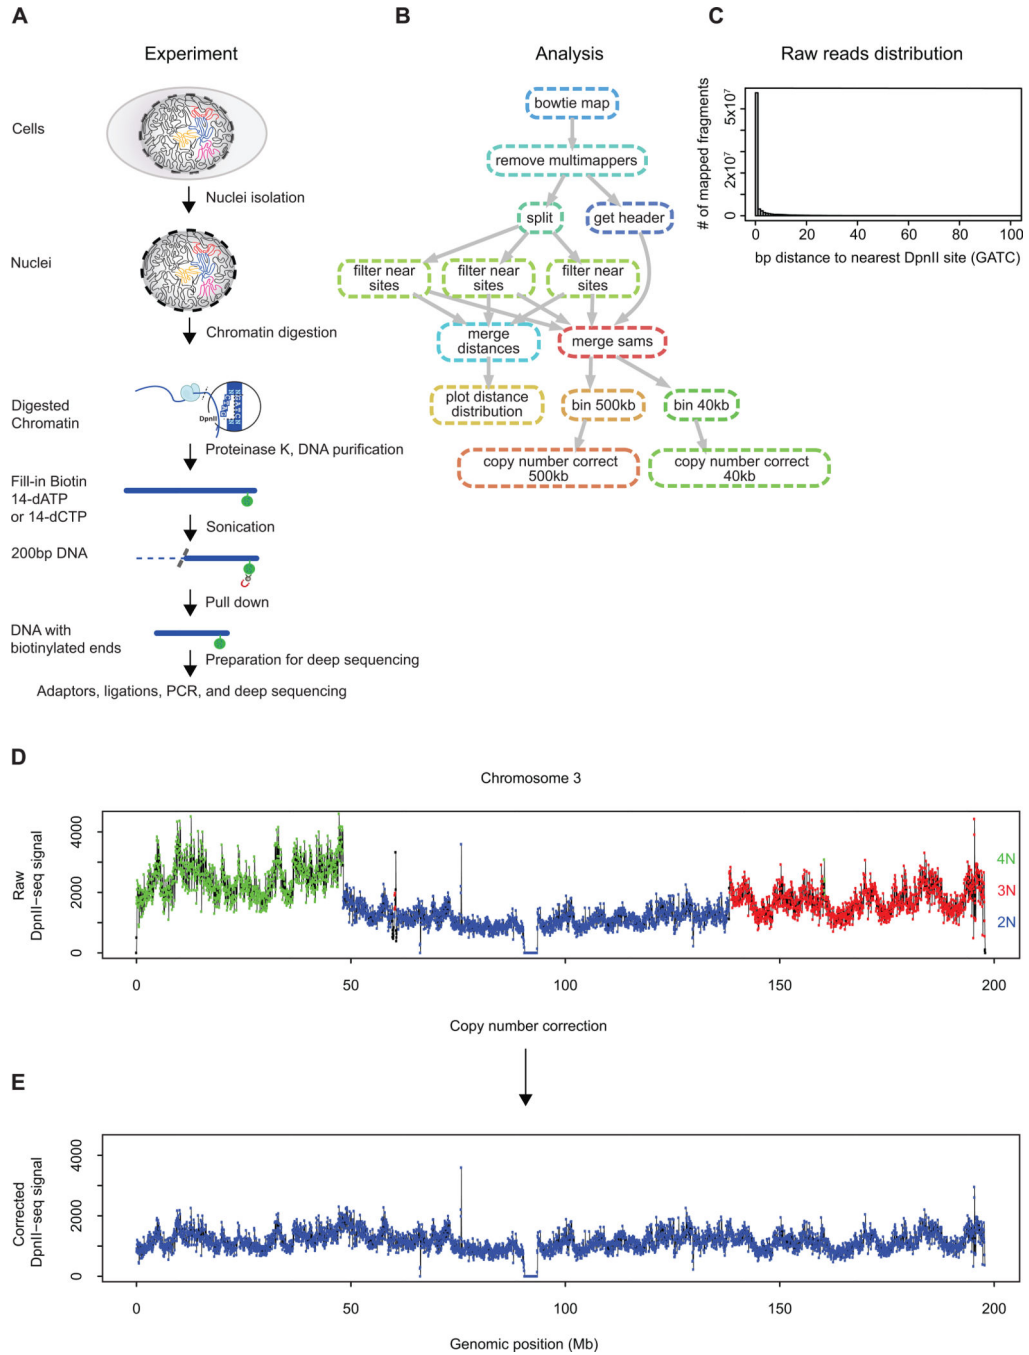 A
Experiment
Cells
Nuclei isolation
Nuclei
Chromatin digestion
Digested
Chromatin
DpnII
Proteinase K, DNA purification
Fill-in Biotin
14-dATP
or 14-dCTP
Sonication
200bp DNA
Pull down
DNA with
biotinylated ends
Preparation for deep sequencing
Adaptors, ligations, PCR, and deep sequencing
B
Analysis
bowtie map
remove multimappers
split
get header
filter near
sites
filter near
sites
filter near
sites
merge
distances
merge sams
plot distance
distribution
bin 500kb
bin 40kb
copy number correct
500kb
copy number correct
40kb
C
Raw reads distribution
# of mapped fragments
5x10⁷
2x10⁷
0
0 20 40 60 80 100
bp distance to nearest DpnII site (GATC)
D
Chromosome 3
Raw
DpnII−seq signal
4000
2000
0
4N
3N
2N
0 50 100 150 200
Copy number correction
E
Corrected
DpnII−seq signal
4000
2000
0
0 50 100 150 200
Genomic position (Mb)